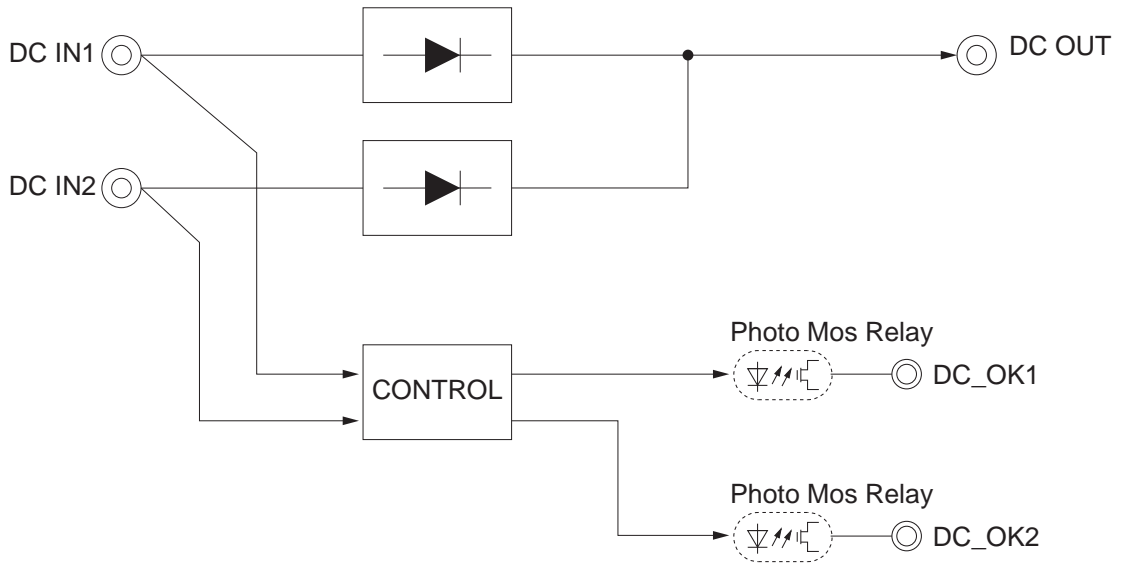 DC IN1
DC OUT
DC IN2
Photo Mos Relay
CONTROL
DC_OK1
Photo Mos Relay
DC_OK2